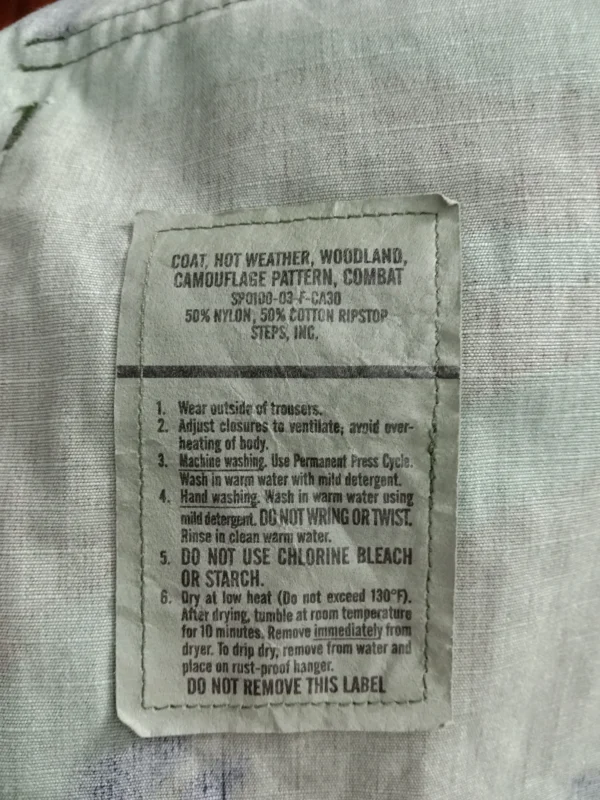 COAT, HOT WEATHER, WOODLAND,
CAMOUFLAGE PATTERN, COMBAT
SPO100-03-F-CA30
50% NYLON, 50% COTTON RIPSTOP
STEPS, INC.
1. Wear outside of trousers.
2. Adjust closures to ventilate; avoid over-
heating of body.
3. Machine washing. Use Permanent Press Cycle.
Wash in warm water with mild detergent.
4. Hand washing. Wash in warm water using
mild detergent. DO NOT WRING OR TWIST.
Rinse in clean warm water.
5. DO NOT USE CHLORINE BLEACH
OR STARCH.
6. Dry at low heat (Do not exceed 130°F).
After drying, tumble at room temperature
for 10 minutes. Remove immediately from
dryer. To drip dry, remove from water and
place on rust-proof hanger.
DO NOT REMOVE THIS LABEL